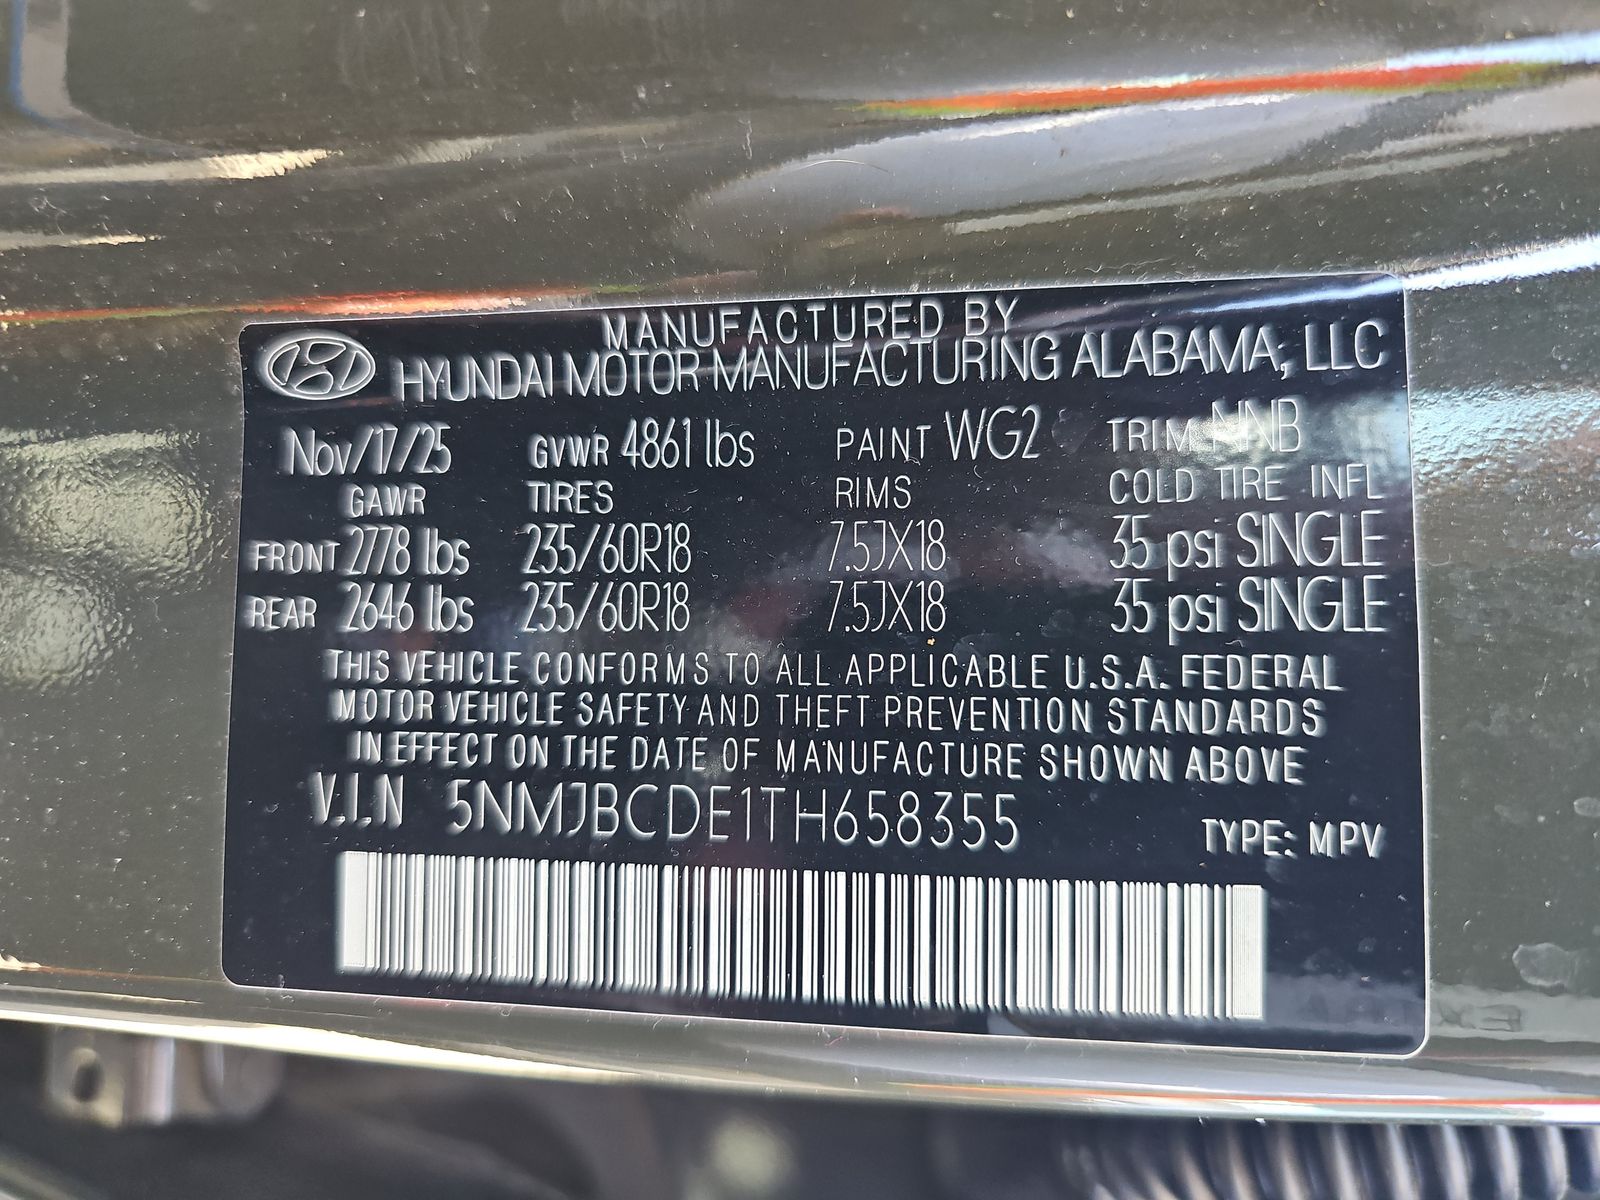 MANUFACTURED BY
HYUNDAI MOTOR MANUFACTURING ALABAMA, LLC
Nov/17/25 GVWR 4861 lbs PAINT WG2 TRIM NNB
GAWR TIRES RIMS COLD TIRE INFL
FRONT 2778 lbs 235/60R18 7.5JX18 35 psi SINGLE
REAR 2646 lbs 235/60R18 7.5JX18 35 psi SINGLE
THIS VEHICLE CONFORMS TO ALL APPLICABLE U.S.A. FEDERAL
MOTOR VEHICLE SAFETY AND THEFT PREVENTION STANDARDS
IN EFFECT ON THE DATE OF MANUFACTURE SHOWN ABOVE
V.I.N 5NMJBCDE1TH658355 TYPE: MPV